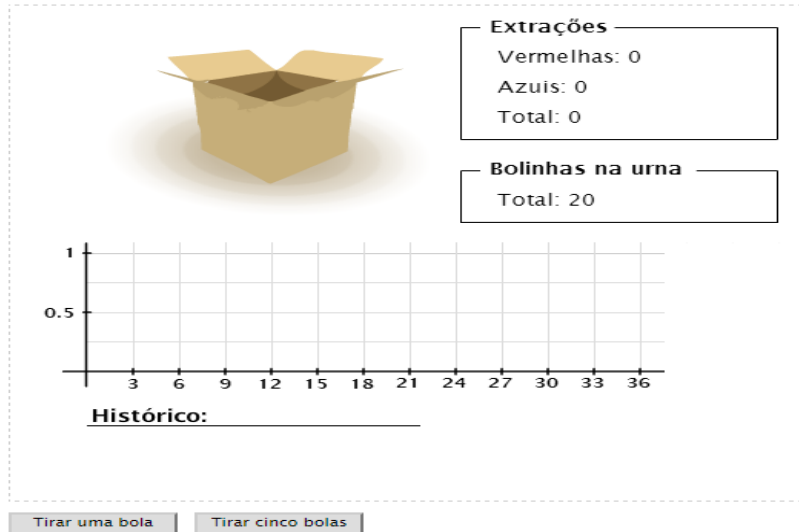 Extrações
Vermelhas: 0
Azuis: 0
Total: 0
Bolinhas na urna
Total: 20
1
0.5
3 6 9 12 15 18 21 24 27 30 33 36
Histórico:
Tirar uma bola Tirar cinco bolas